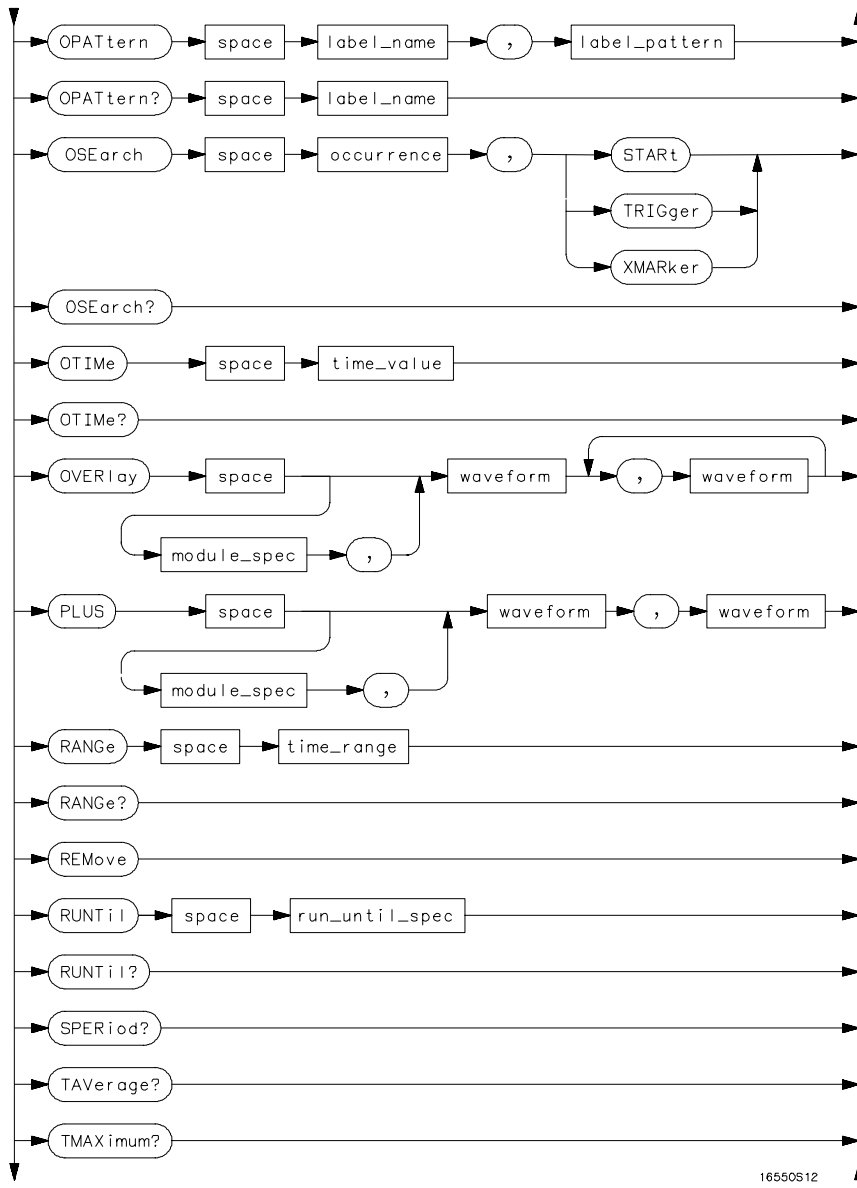 OPATtern space label_name , label_pattern
OPATtern? space label_name
OSEarch space occurrence , STARt
TRIGger
XMARker
OSEarch?
OTIMe space time_value
OTIMe?
OVERlay space waveform , waveform
module_spec ,
PLUS space waveform , waveform
module_spec ,
RANGe space time_range
RANGe?
REMove
RUNTil space run_until_spec
RUNTil?
SPERiod?
TAVerage?
TMAXimum?
16550S12